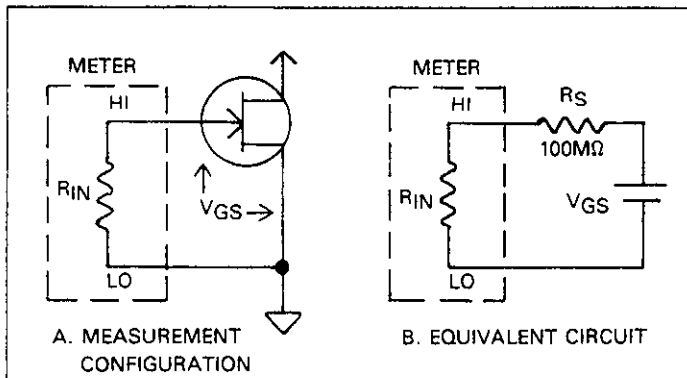 METER
HI
RIN
VGS
LO
A. MEASUREMENT
CONFIGURATION
METER
HI
RS
100MΩ
RIN
VGS
LO
B. EQUIVALENT CIRCUIT